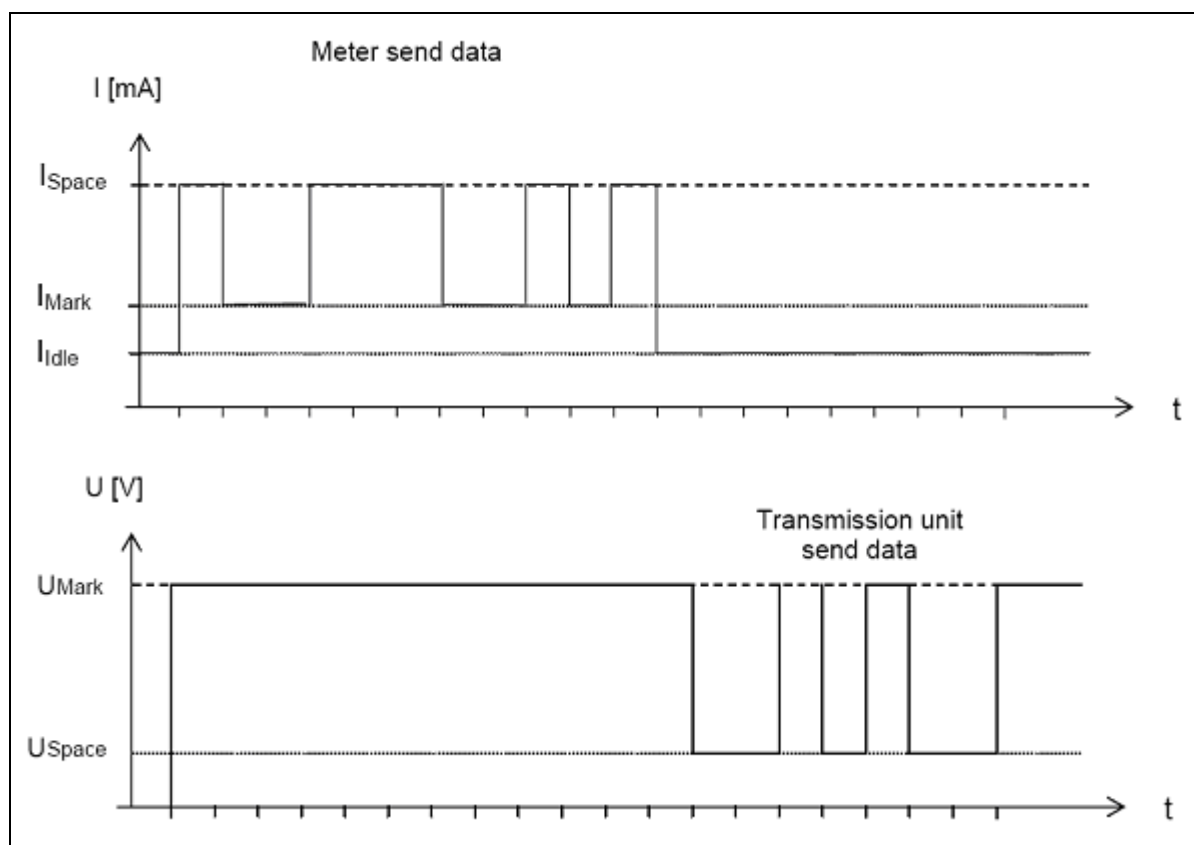 Meter send data
I [mA]
ISpace
IMark
IIdle
t
U [V]
Transmission unit
send data
UMark
USpace
t